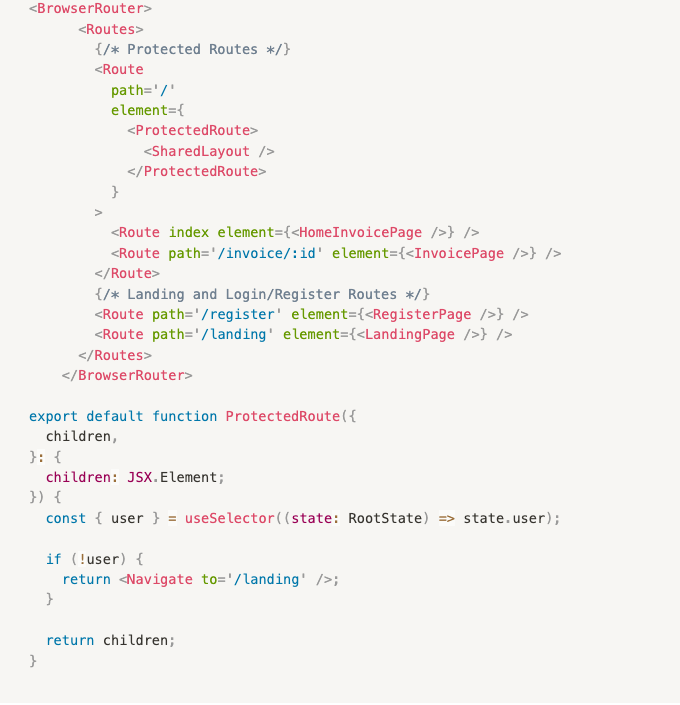 <BrowserRouter>
      <Routes>
        {/* Protected Routes */}
        <Route
          path='/'
          element={
            <ProtectedRoute>
              <SharedLayout />
            </ProtectedRoute>
          }
        >
          <Route index element={<HomeInvoicePage />} />
          <Route path='/invoice/:id' element={<InvoicePage />} />
        </Route>
        {/* Landing and Login/Register Routes */}
        <Route path='/register' element={<RegisterPage />} />
        <Route path='/landing' element={<LandingPage />} />
      </Routes>
    </BrowserRouter>

export default function ProtectedRoute({
  children,
}: {
  children: JSX.Element;
}) {
  const { user } = useSelector((state: RootState) => state.user);

  if (!user) {
    return <Navigate to='/landing' />;
  }

  return children;
}